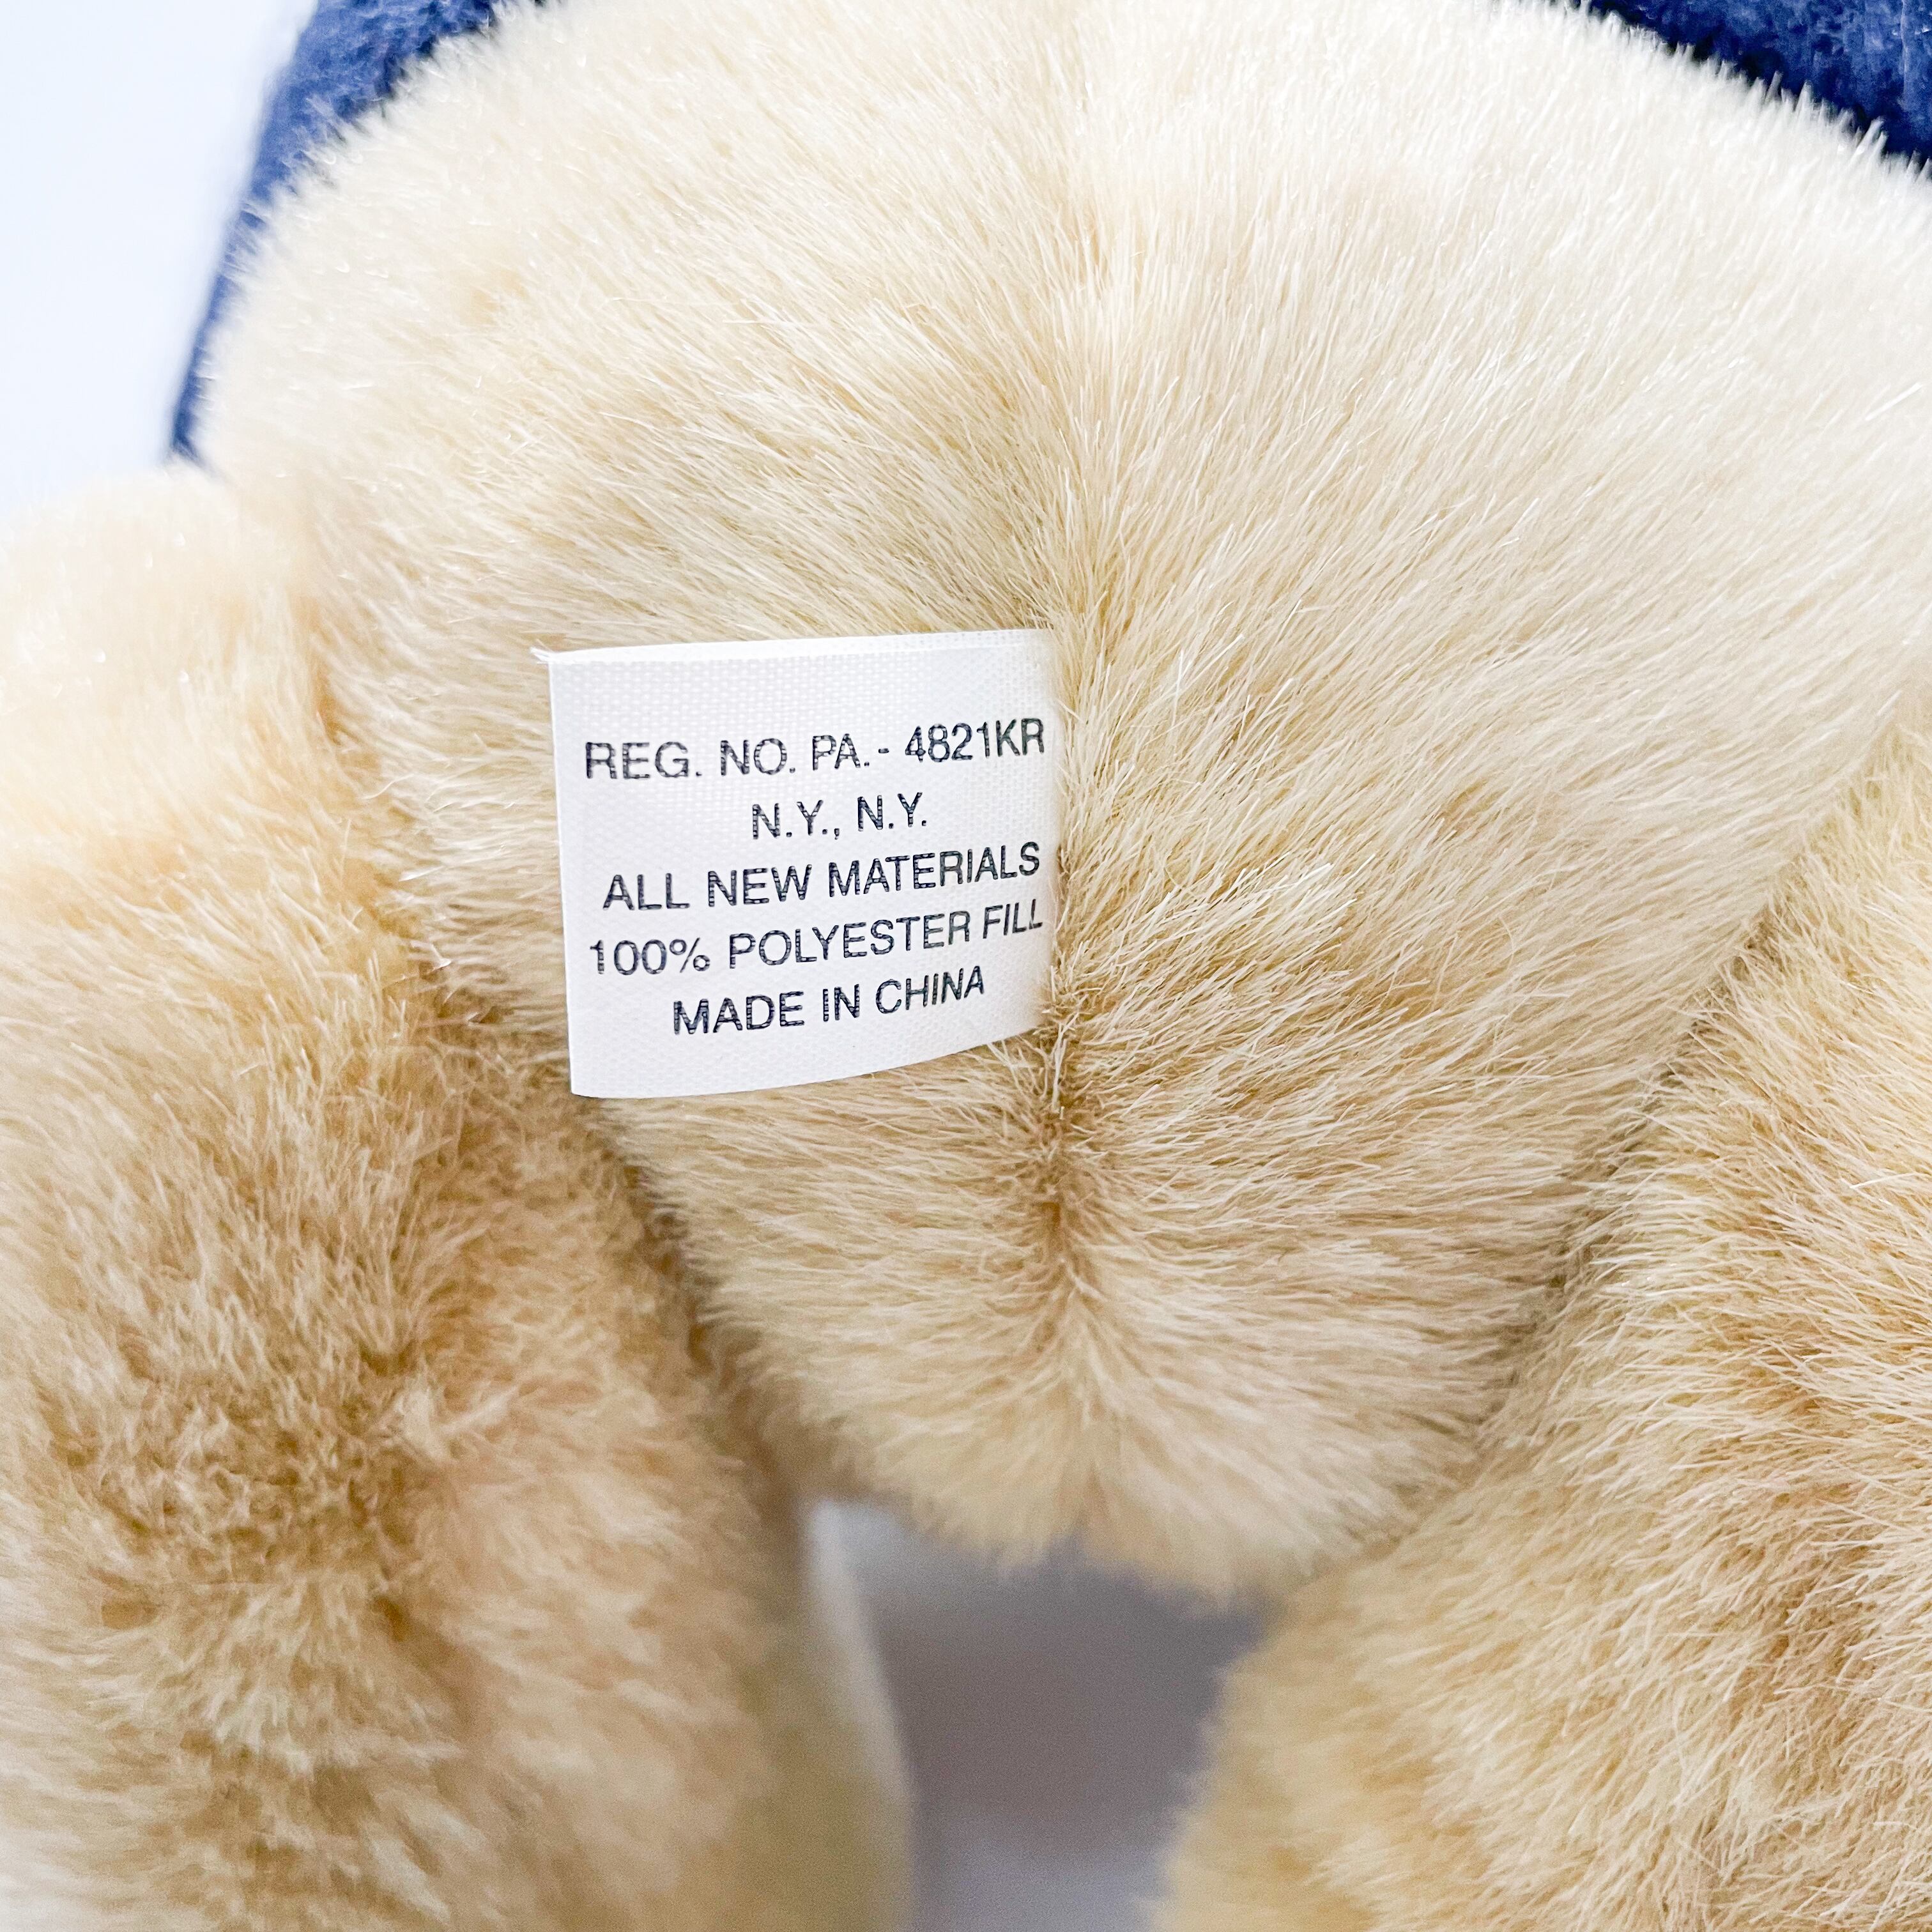 REG. NO. PA.- 4821KR
N.Y., N.Y.
ALL NEW MATERIALS
100% POLYESTER FILL
MADE IN CHINA